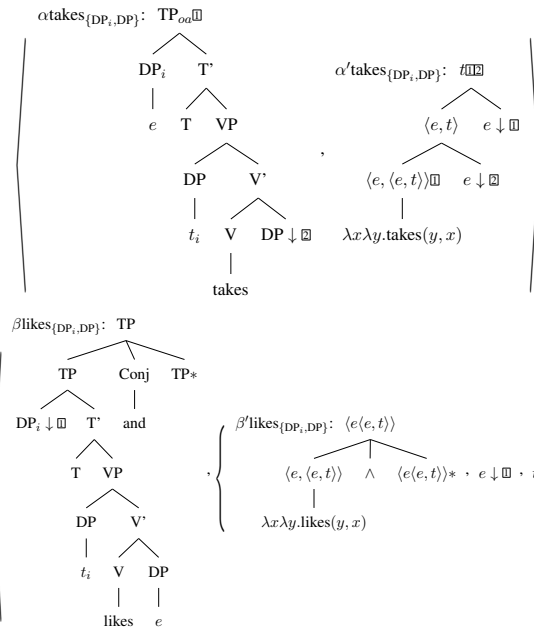 αtakes{DPᵢ,DP}: TPₒₐ1
DPᵢ T’ α′takes{DPᵢ,DP}: t12
e T VP ⟨e, t⟩ e ↓ 1
,
DP V’ ⟨e, ⟨e, t⟩⟩1 e ↓ 2
tᵢ V DP ↓ 2 λxλy.takes(y, x)
takes
βlikes{DPᵢ,DP}: TP
TP Conj TP∗
DPᵢ ↓ 1 T’ and β′likes{DPᵢ,DP}: ⟨e⟨e, t⟩⟩
T VP , ⟨e, ⟨e, t⟩⟩ ∧ ⟨e⟨e, t⟩⟩∗ , e ↓ 1 ,
DP V’ λxλy.likes(y, x)
tᵢ V DP
likes e